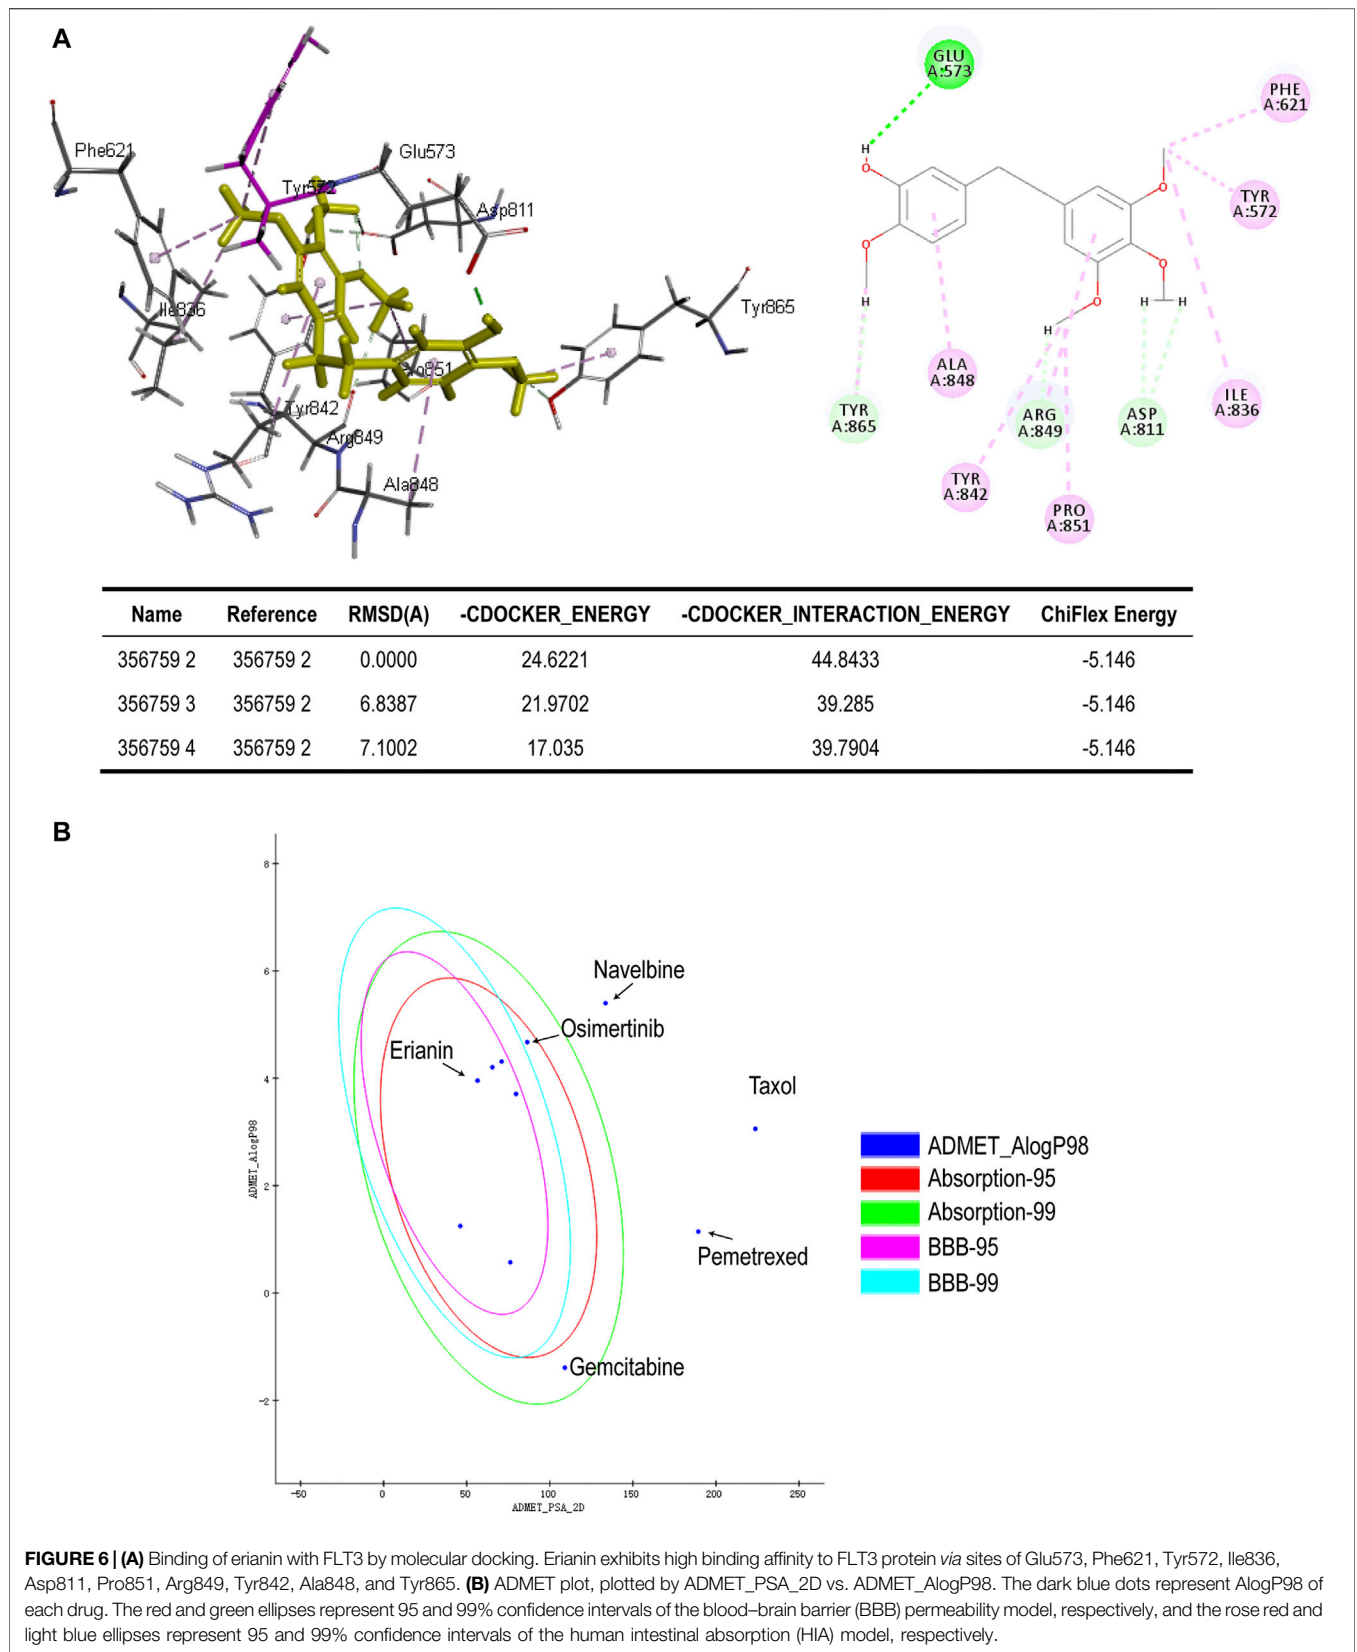 A
Phe621
Tyr572
Glu573
Asp811
Ile836
Tyr865
Tyr842
Arg849
Ala848
GLU
A:573
PHE
A:621
TYR
A:572
ILE
A:836
ASP
A:811
ARG
A:849
PRO
A:851
TYR
A:842
ALA
A:848
TYR
A:865
H
O
O
H
O
O
H H
O
H
Name Reference RMSD(A) -CDOCKER_ENERGY -CDOCKER_INTERACTION_ENERGY ChiFlex Energy
356759 2 356759 2 0.0000 24.6221 44.8433 -5.146
356759 3 356759 2 6.8387 21.9702 39.285 -5.146
356759 4 356759 2 7.1002 17.035 39.7904 -5.146
B
8
6
4
2
0
-2
ADMET_AlogP98
-50 0 50 100 150 200 250
ADMET_PSA_2D
Navelbine
Osimertinib
Erianin
Taxol
Pemetrexed
Gemcitabine
ADMET_AlogP98
Absorption-95
Absorption-99
BBB-95
BBB-99
FIGURE 6 | (A) Binding of erianin with FLT3 by molecular docking. Erianin exhibits high binding affinity to FLT3 protein via sites of Glu573, Phe621, Tyr572, Ile836,
Asp811, Pro851, Arg849, Tyr842, Ala848, and Tyr865. (B) ADMET plot, plotted by ADMET_PSA_2D vs. ADMET_AlogP98. The dark blue dots represent AlogP98 of
each drug. The red and green ellipses represent 95 and 99% confidence intervals of the blood–brain barrier (BBB) permeability model, respectively, and the rose red and
light blue ellipses represent 95 and 99% confidence intervals of the human intestinal absorption (HIA) model, respectively.